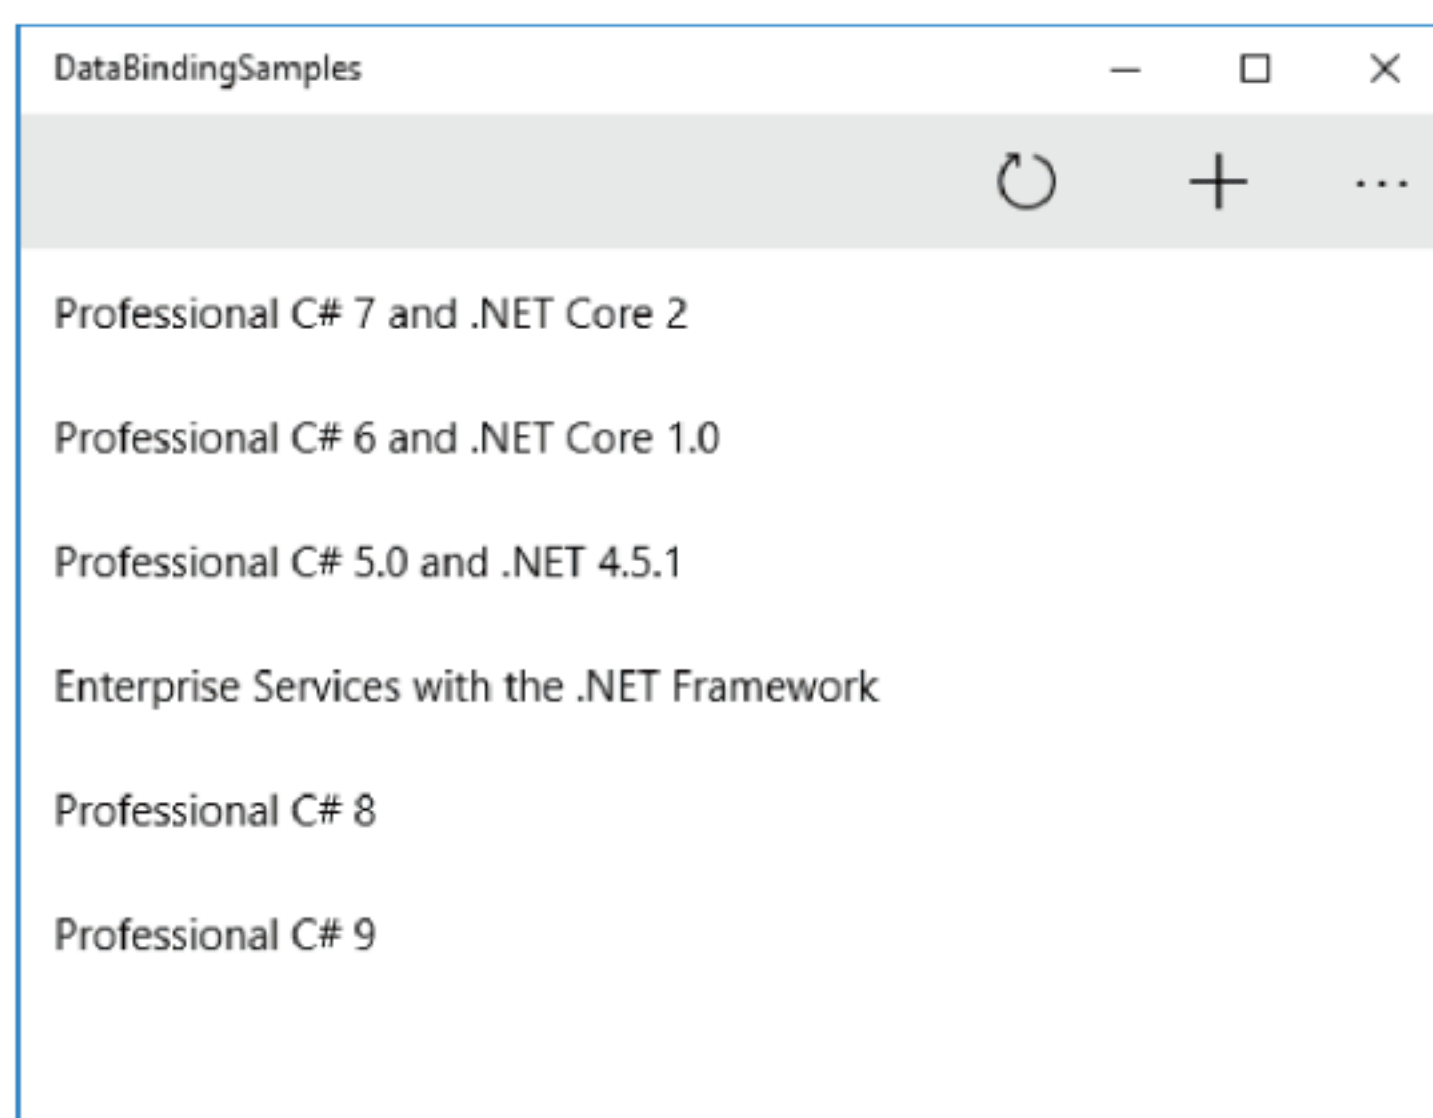 DataBindingSamples
Professional C# 7 and .NET Core 2
Professional C# 6 and .NET Core 1.0
Professional C# 5.0 and .NET 4.5.1
Enterprise Services with the .NET Framework
Professional C# 8
Professional C# 9